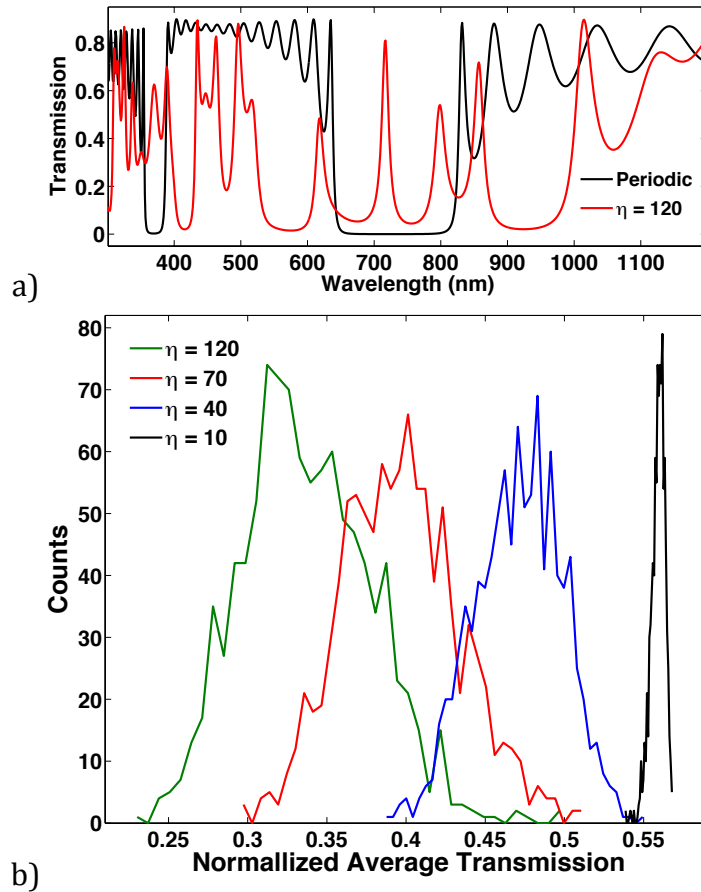 0.8
0.6
0.4
0.2
0
Transmission
Periodic
η = 120
400 500 600 700 800 900 1000 1100
Wavelength (nm)
a)
80
70
60
50
40
30
20
10
0
Counts
η = 120
η = 70
η = 40
η = 10
0.25 0.3 0.35 0.4 0.45 0.5 0.55
Normallized Average Transmission
b)